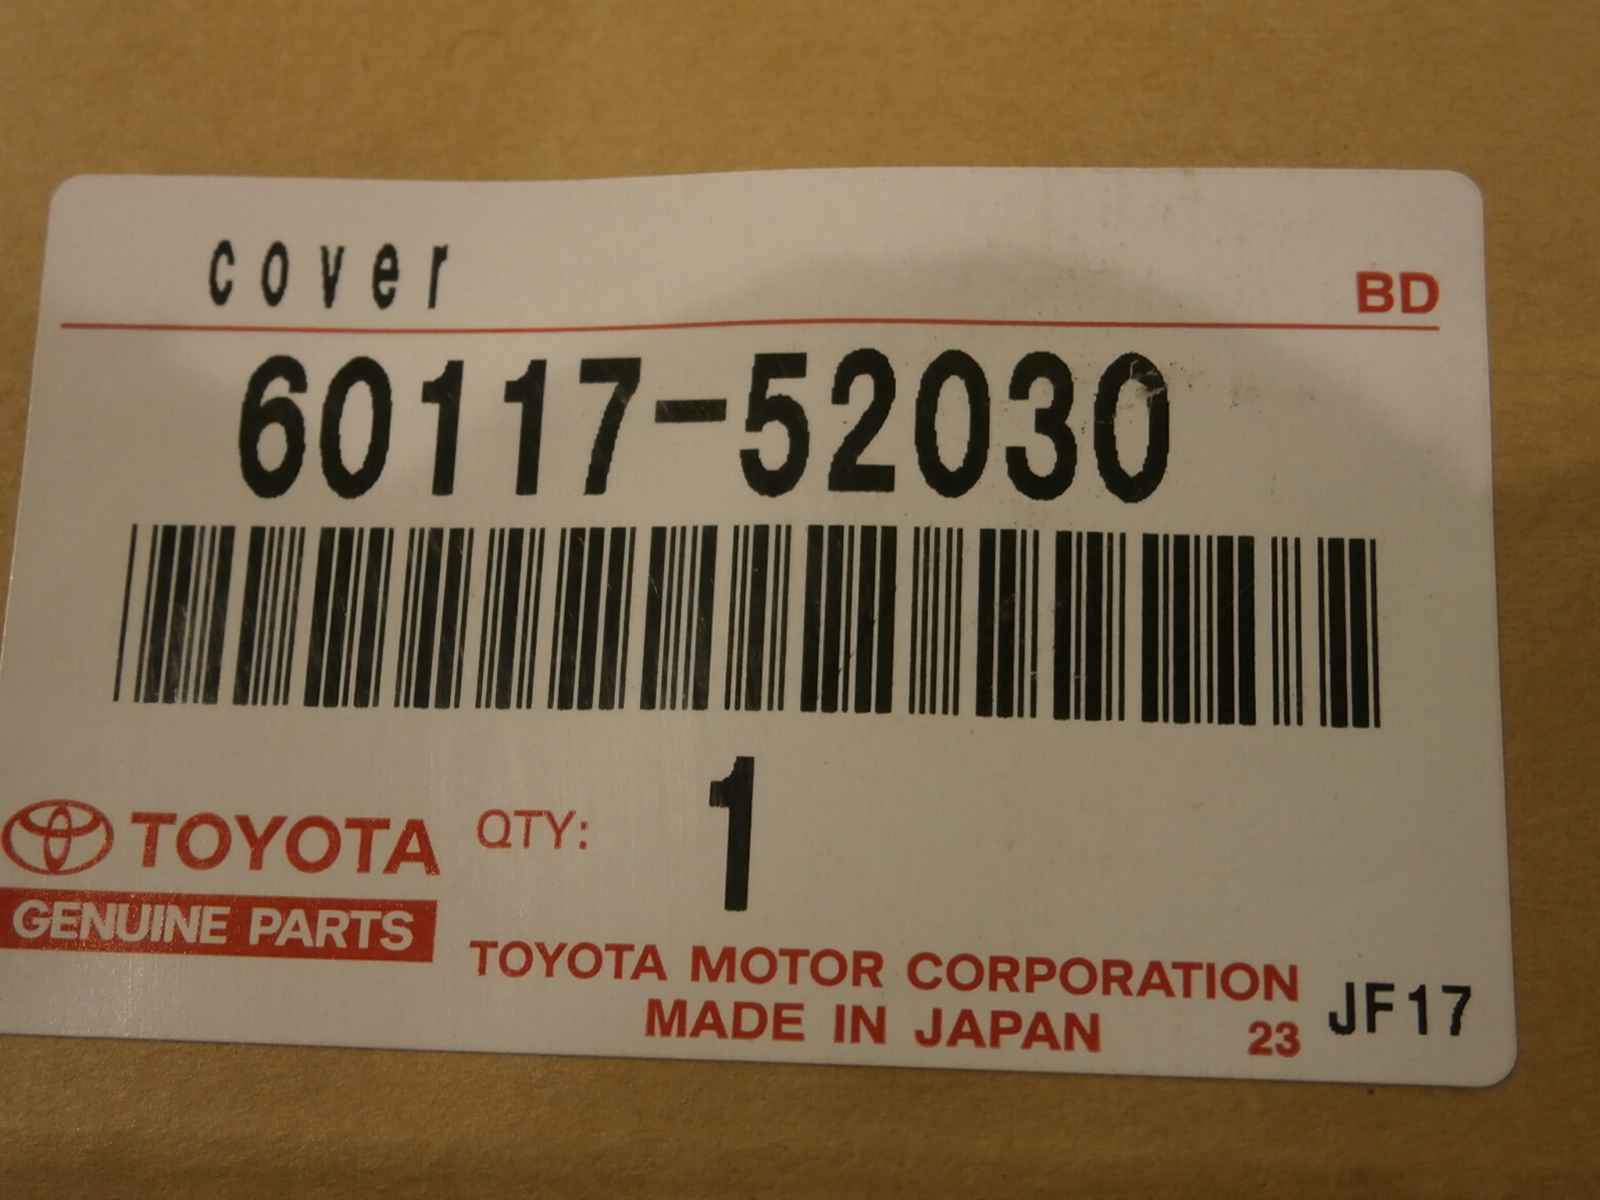 cover
BD
60117-52030
QTY: 1
TOYOTA
GENUINE PARTS
TOYOTA MOTOR CORPORATION
MADE IN JAPAN 23 JF17